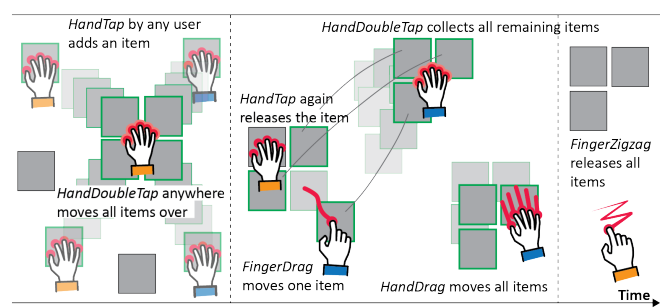 HandTap by any user
adds an item
HandDoubleTap anywhere
moves all items over
HandDoubleTap collects all remaining items
HandTap again
releases the item
FingerDrag
moves one item
HandDrag moves all items
FingerZigzag
releases all
items
Time